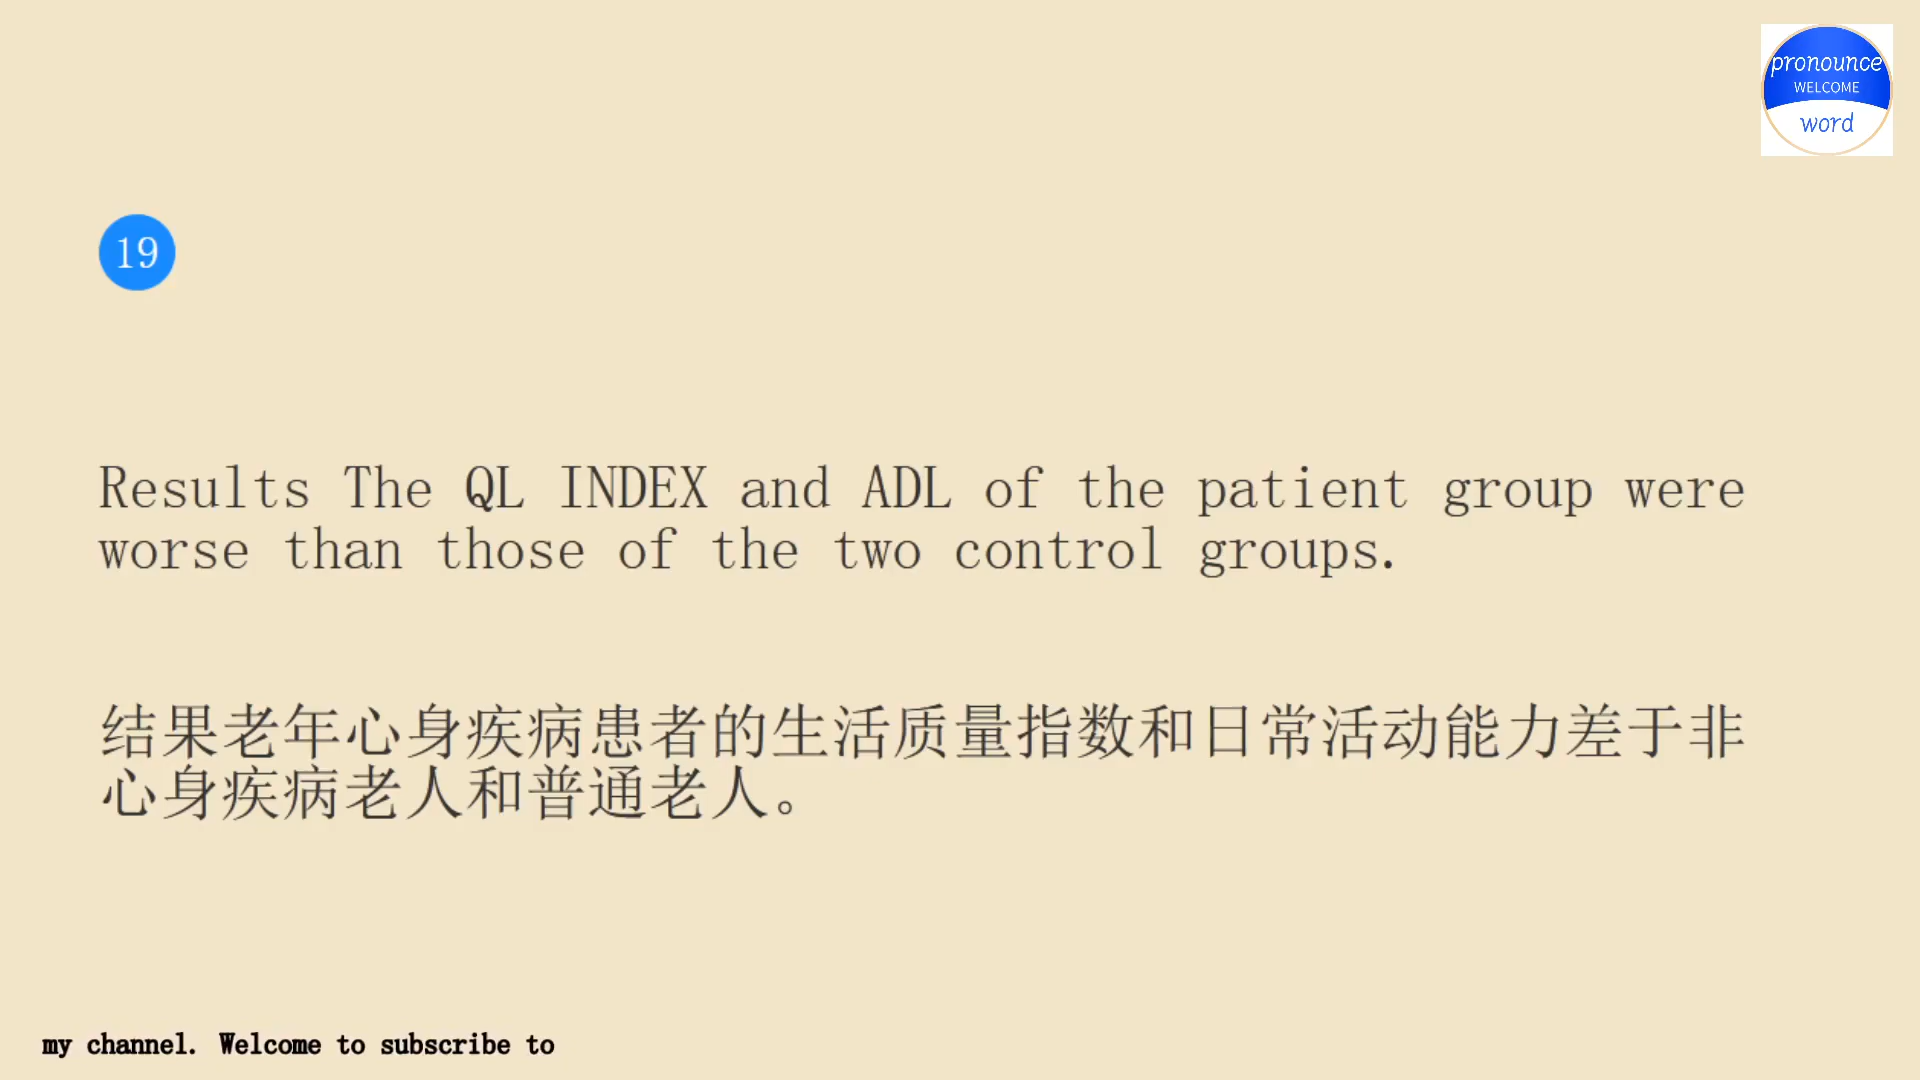 pronounce
WELCOME
word
19
Results The QL INDEX and ADL of the patient group were
worse than those of the two control groups.
结果老年心身疾病患者的生活质量指数和日常活动能力差于非
心身疾病老人和普通老人。
my channel. Welcome to subscribe to